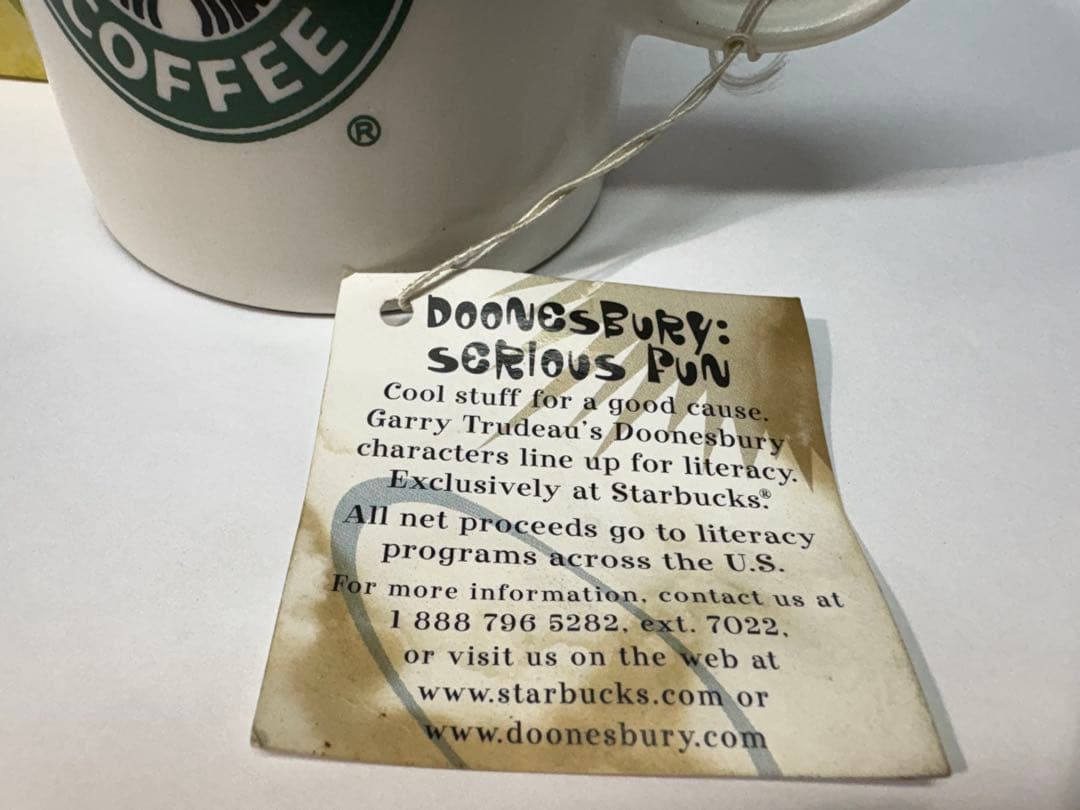 COFFEE
®
DOONESBURY:
SERIOUS PUN
Cool stuff for a good cause.
Garry Trudeau's Doonesbury
characters line up for literacy.
Exclusively at Starbucks.®
All net proceeds go to literacy
programs across the U.S.
For more information, contact us at
1 888 796 5282, ext. 7022,
or visit us on the web at
www.starbucks.com or
www.doonesbury.com